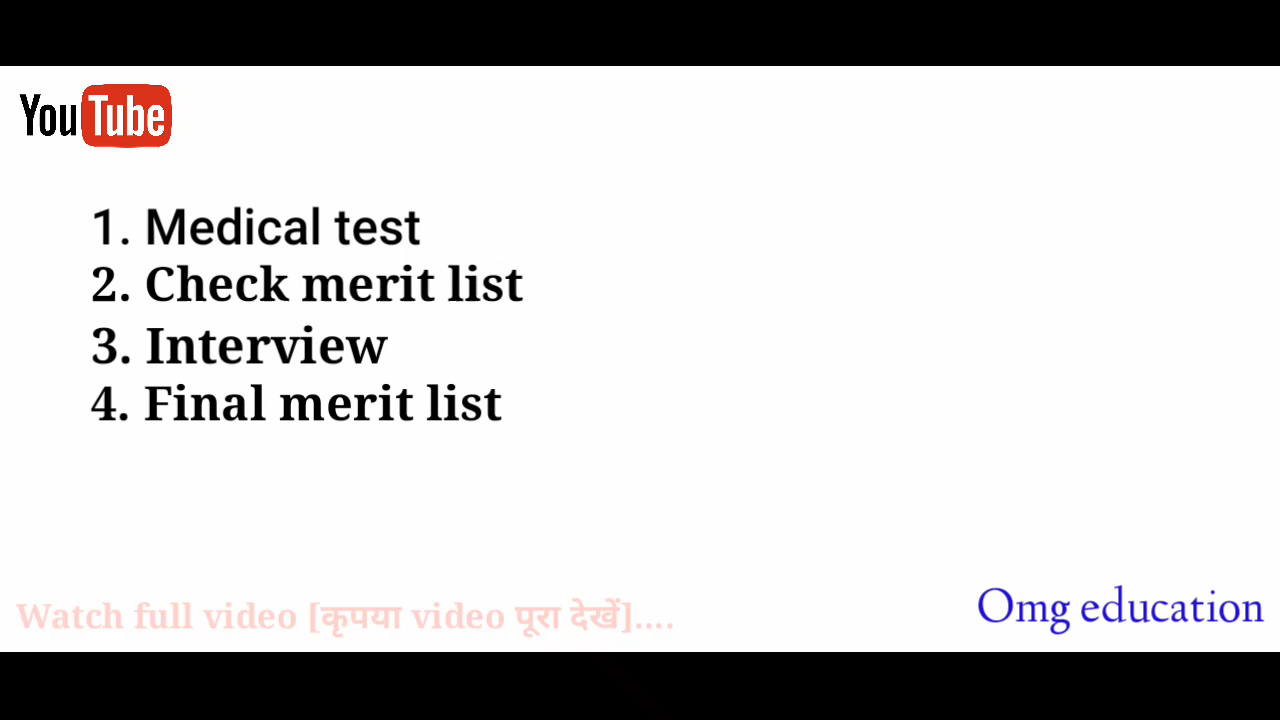 YouTube
1. Medical test
2. Check merit list
3. Interview
4. Final merit list
Watch full video [कृपया video पूरा देखें]....
Omg education